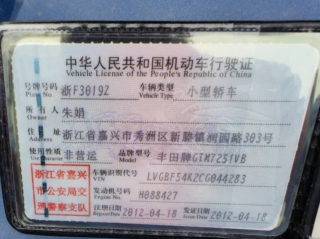 中华人民共和国机动车行驶证
Vehicle License of the People's Republic of China
号牌号码 Plate No. 浙F3019Z 车辆类型 Vehicle Type 小型轿车
所有人 Owner 朱娟
住址 Address 浙江省嘉兴市秀洲区新塍镇润园路303号
使用性质 Use Character 非营运 品牌型号 Model 丰田牌GTM7251VB
浙江省嘉兴
市公安局交
通警察支队
车辆识别代号 VIN LVGBF54K2CG044283
发动机号码 Engine No. H088427
注册日期 Register Date 2012-04-18 发证日期 Issue Date 2012-04-18